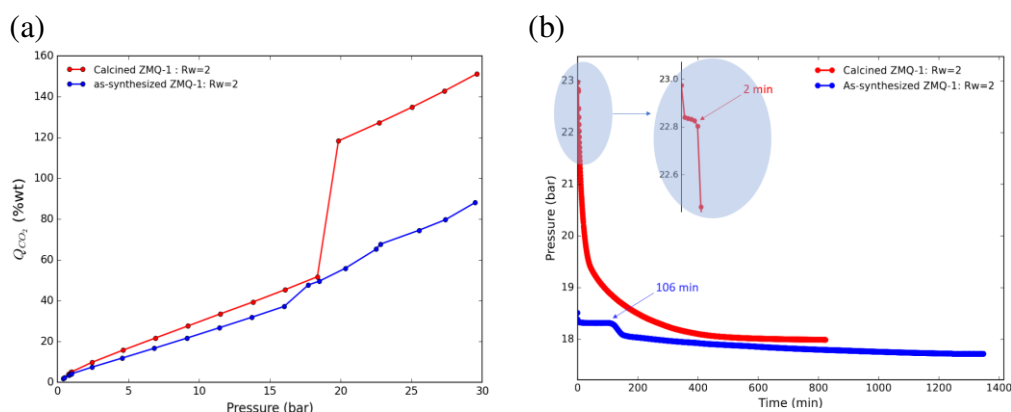 (a)
160
140
120
100
80
60
40
20
0
0 5 10 15 20 25 30
Q_{CO_2} (%wt)
Pressure (bar)
Calcined ZMQ-1 : Rw=2
as-synthesized ZMQ-1: Rw=2
(b)
23
22
21
20
19
18
0 200 400 600 800 1000 1200 1400
Pressure (bar)
Time (min)
Calcined ZMQ-1: Rw=2
As-synthesized ZMQ-1: Rw=2
23.0
22.8
22.6
2 min
106 min